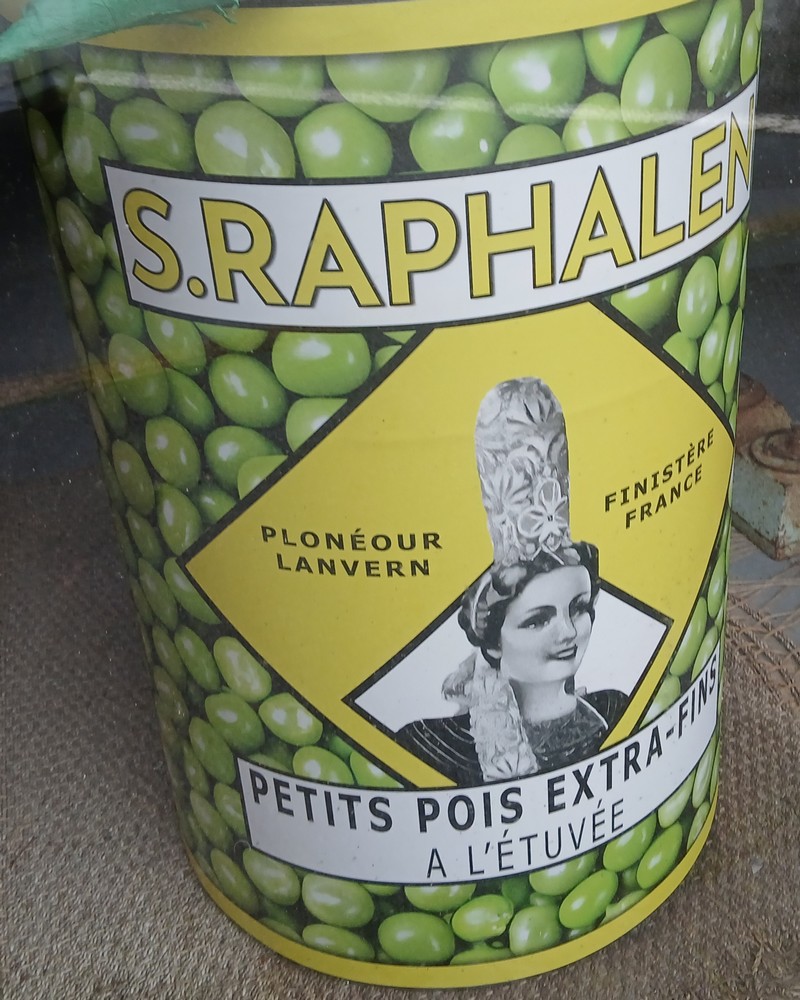 S.RAPHALEN
PLONÉOUR
LANVERN
FINISTÈRE
FRANCE
PETITS POIS EXTRA-FINS
A L'ÉTUVÉE